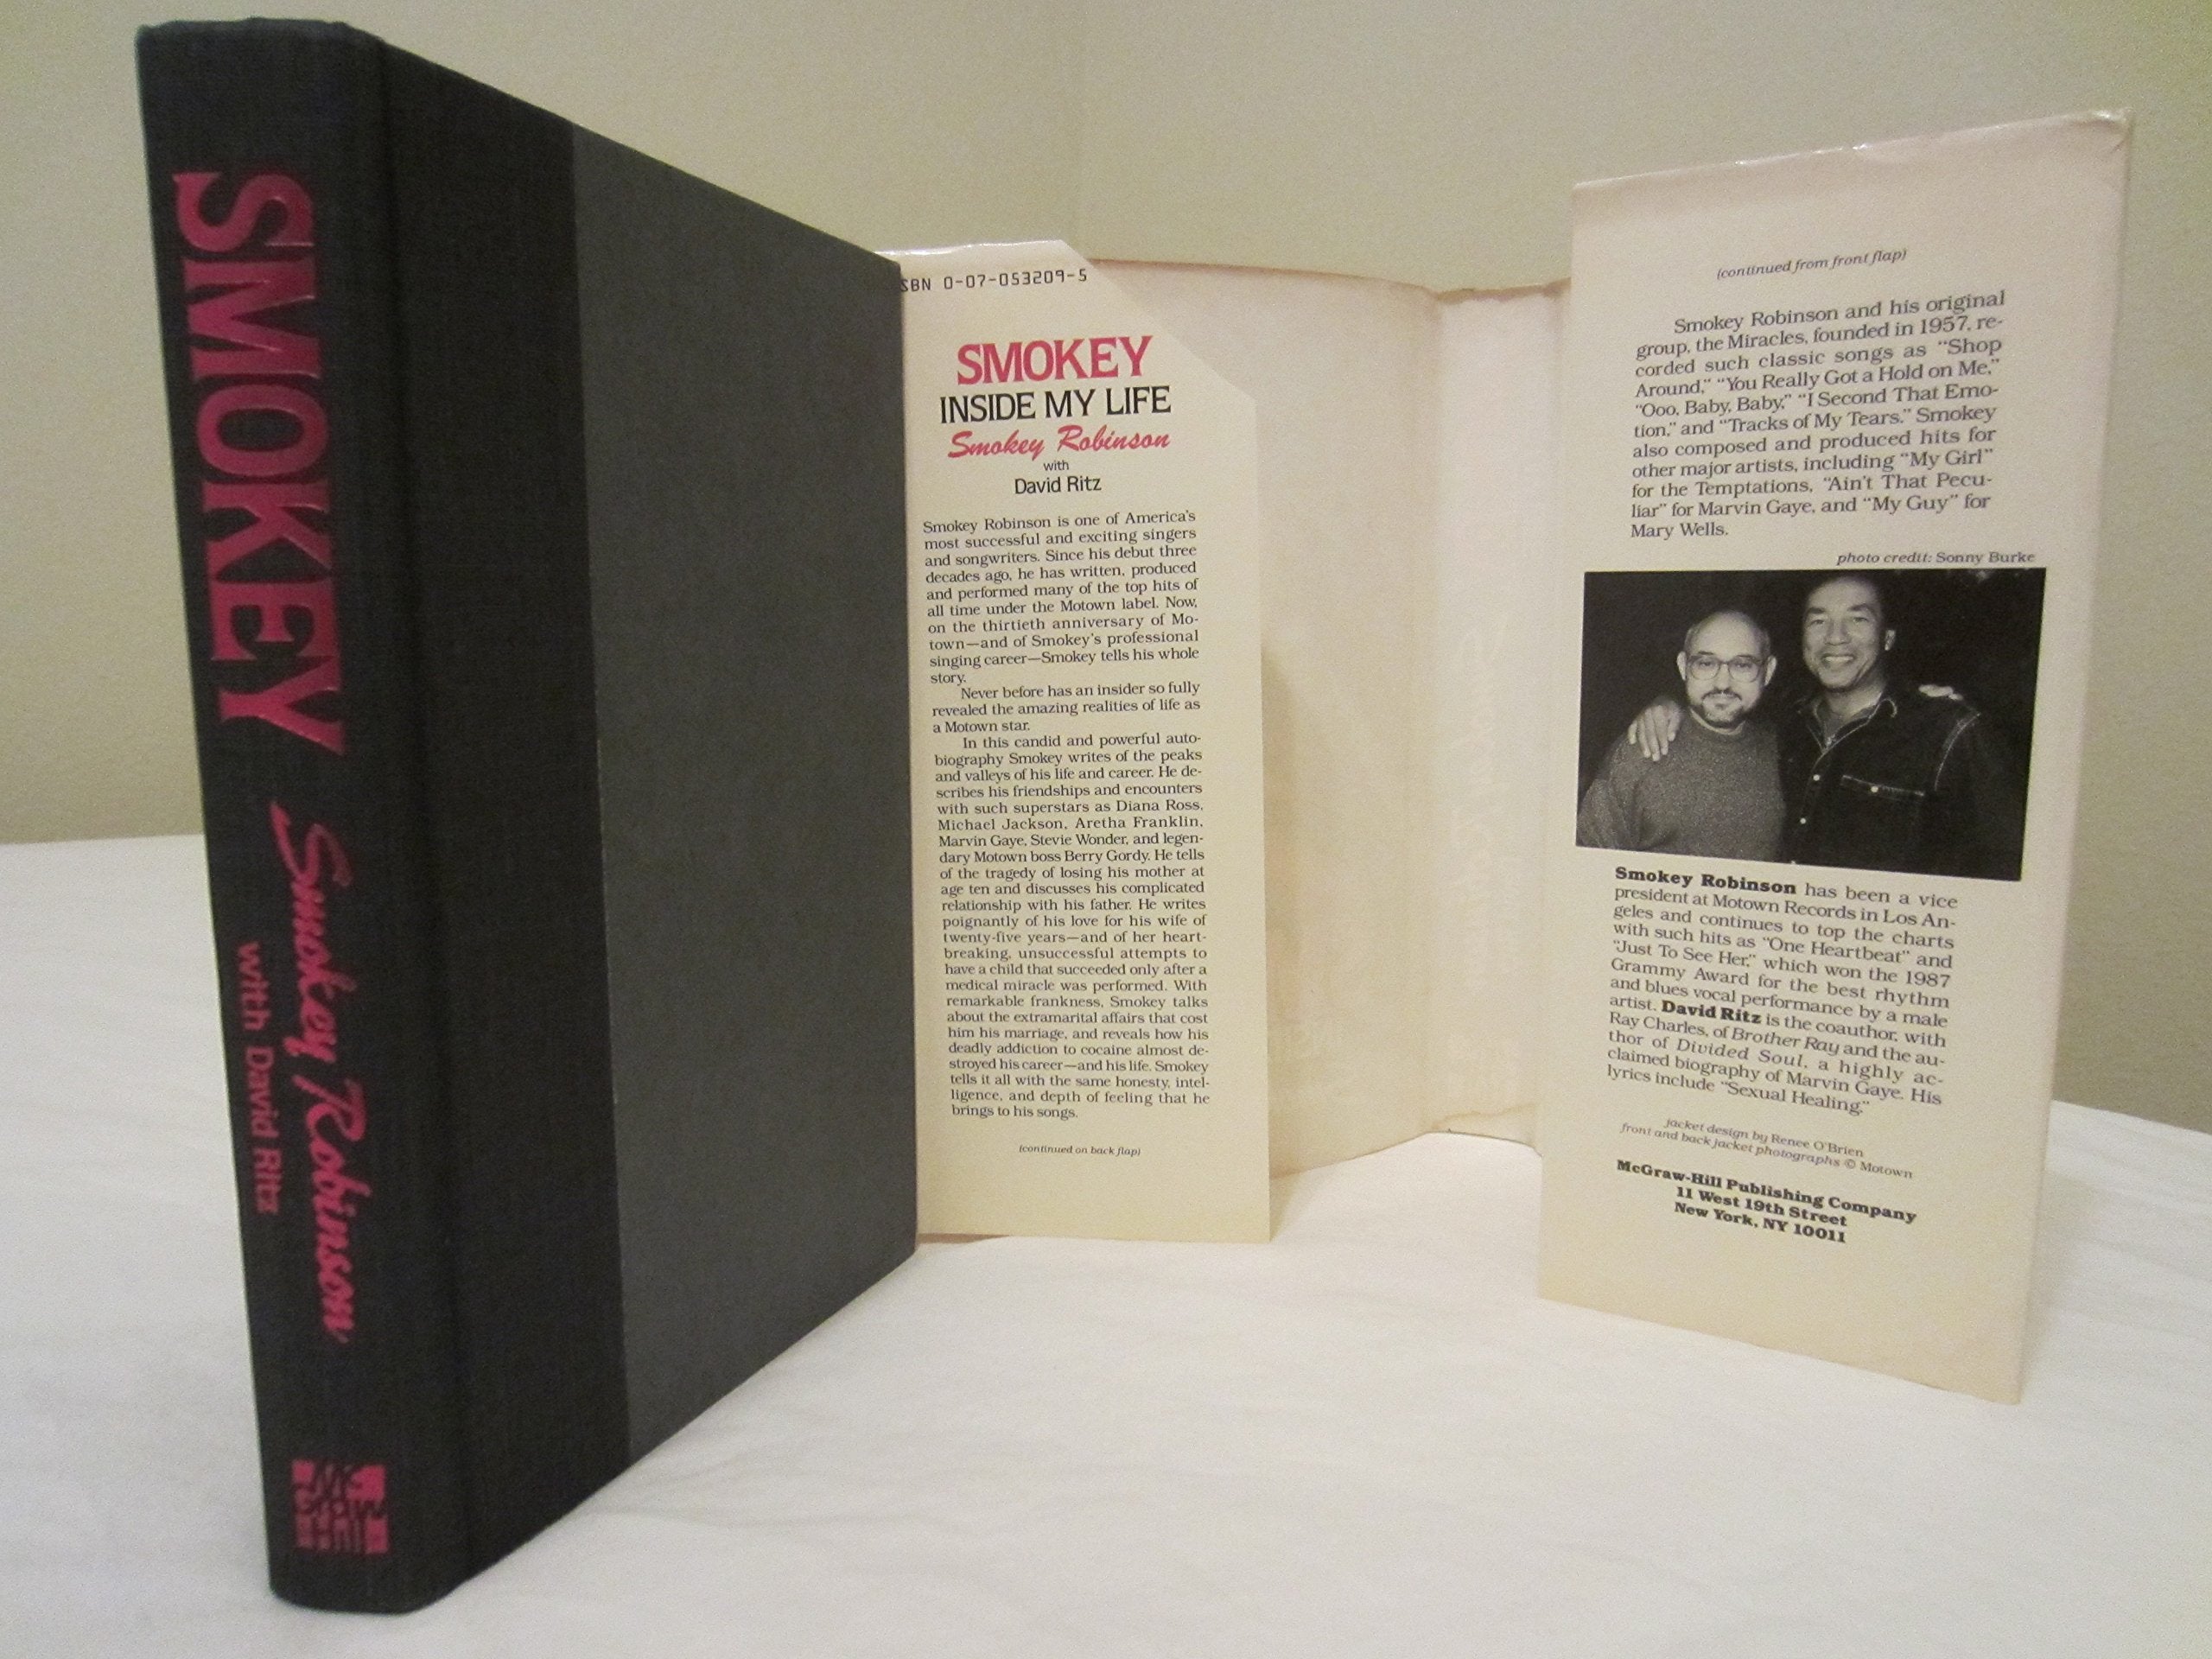 SMOKEY Smokey Robinson
with David Ritz
SBN 0-07-053209-5
SMOKEY
INSIDE MY LIFE
Smokey Robinson
with
David Ritz
Smokey Robinson is one of America's
most successful and exciting singers
and songwriters. Since his debut three
decades ago, he has written, produced
and performed many of the top hits of
all time under the Motown label. Now,
on the thirtieth anniversary of Mo-
town—and of Smokey's professional
singing career—Smokey tells his whole
story.
Never before has an insider so fully
revealed the amazing realities of life as
a Motown star.
In this candid and powerful auto-
biography Smokey writes of the peaks
and valleys of his life and career. He de-
scribes his friendships and encounters
with such superstars as Diana Ross,
Michael Jackson, Aretha Franklin,
Marvin Gaye, Stevie Wonder, and legen-
dary Motown boss Berry Gordy. He tells
of the tragedy of losing his mother at
age ten and discusses his complicated
relationship with his father. He writes
poignantly of his love for his wife of
twenty-five years—and of her heart-
breaking, unsuccessful attempts to
have a child that succeeded only after a
medical miracle was performed. With
remarkable frankness, Smokey talks
about the extramarital affairs that cost
him his marriage, and reveals how his
deadly addiction to cocaine almost de-
stroyed his career—and his life. Smokey
tells it all with the same honesty, intel-
ligence, and depth of feeling that he
brings to his songs.
(continued on back flap)
(continued from front flap)
Smokey Robinson and his original
group, the Miracles, founded in 1957, re-
corded such classic songs as "Shop
Around," "You Really Got a Hold on Me,"
"Ooo, Baby, Baby," "I Second That Emo-
tion," and "Tracks of My Tears." Smokey
also composed and produced hits for
other major artists, including "My Girl"
for the Temptations, "Ain't That Pecu-
liar" for Marvin Gaye, and "My Guy" for
Mary Wells.
photo credit: Sonny Burke
Smokey Robinson has been a vice
president at Motown Records in Los An-
geles and continues to top the charts
with such hits as "One Heartbeat" and
"Just To See Her," which won the 1987
Grammy Award for the best rhythm
and blues vocal performance by a male
artist. David Ritz is the coauthor, with
Ray Charles, of Brother Ray and the au-
thor of Divided Soul, a highly ac-
claimed biography of Marvin Gaye. His
lyrics include "Sexual Healing."
jacket design by Renee O'Brien
front and back jacket photographs © Motown
McGraw-Hill Publishing Company
11 West 19th Street
New York, NY 10011